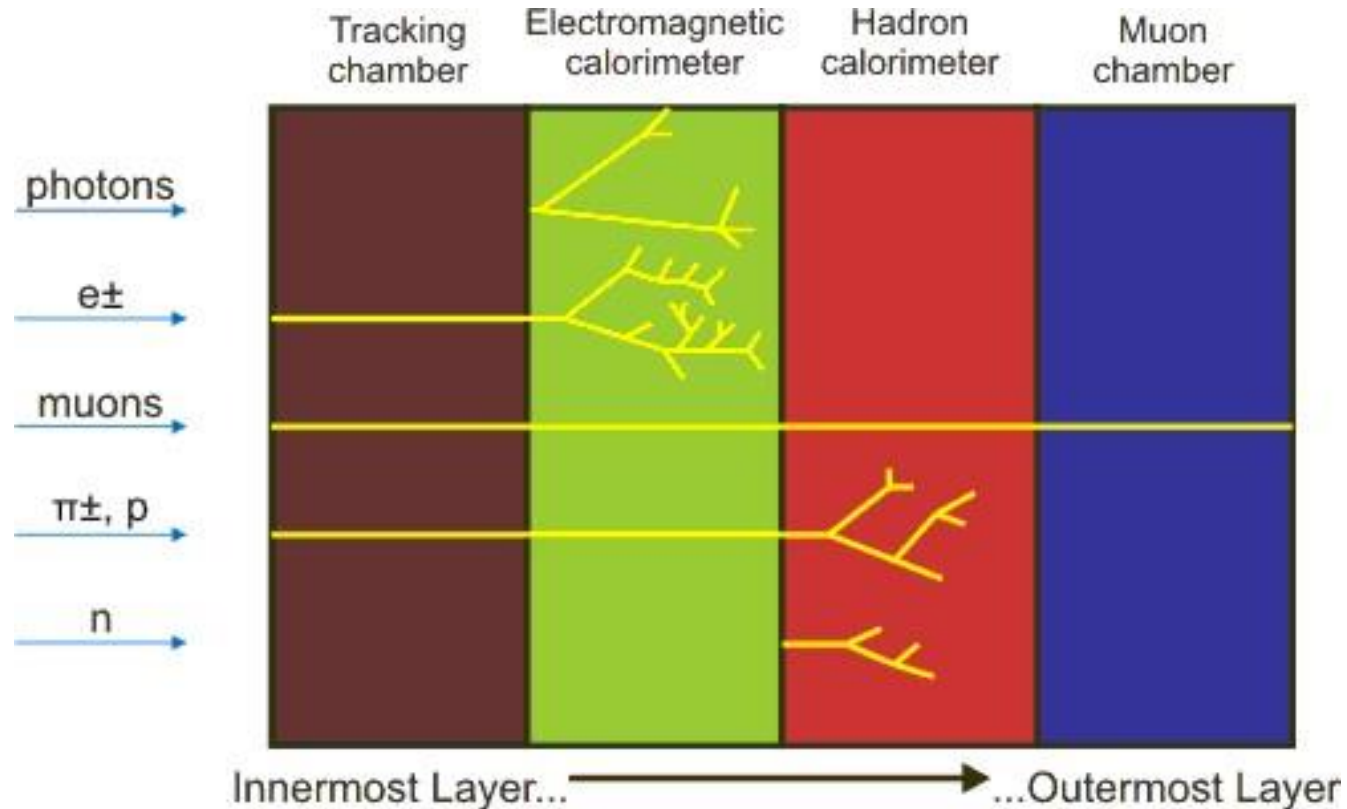 Tracking
chamber
Electromagnetic
calorimeter
Hadron
calorimeter
Muon
chamber
photons
e±
muons
π±, p
n
Innermost Layer...
...Outermost Layer